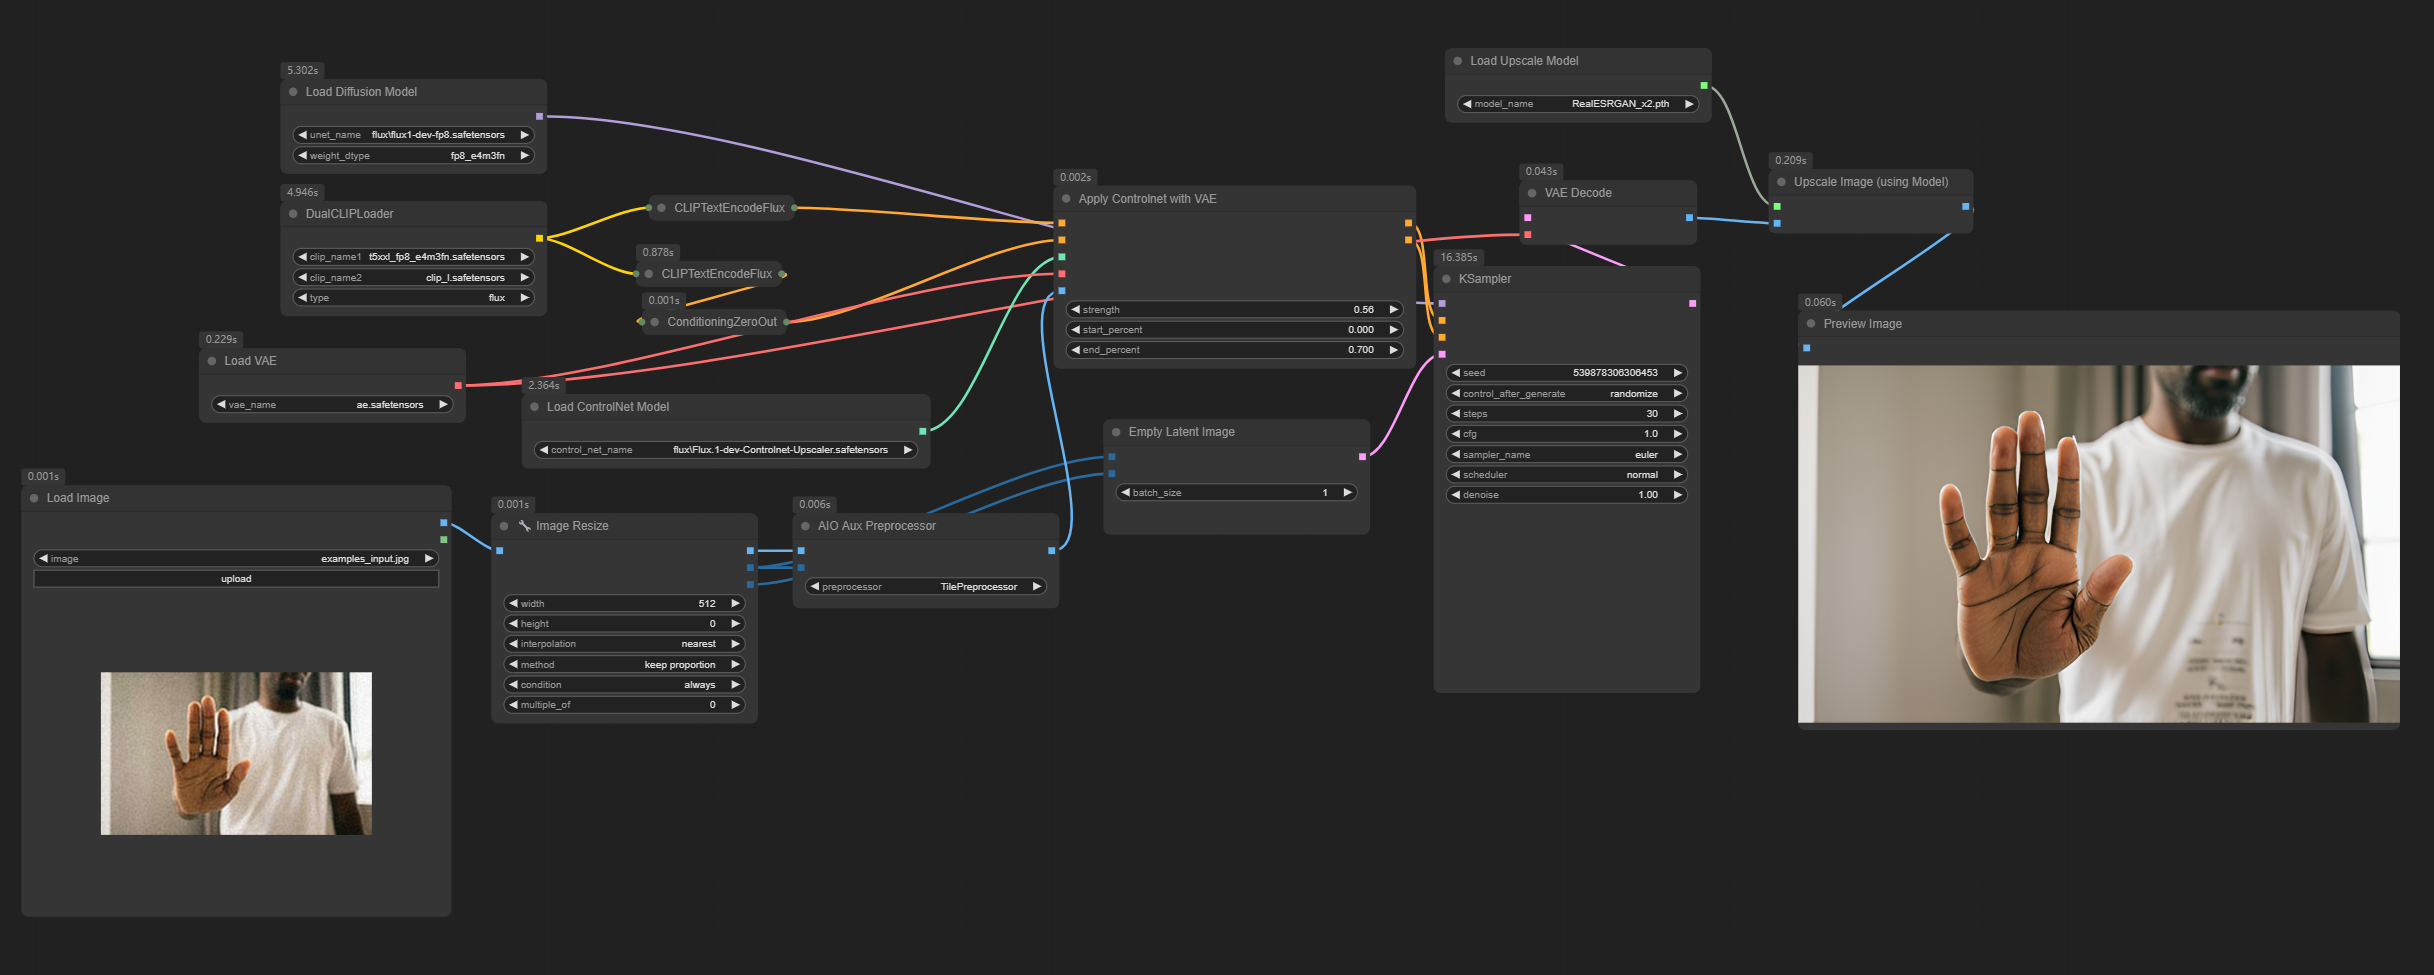 5.302s
Load Diffusion Model
unet_name flux\flux1-dev-fp8.safetensors
weight_dtype fp8_e4m3fn
4.946s
DualCLIPLoader
clip_name1 t5xxl_fp8_e4m3fn.safetensors
clip_name2 clip_l.safetensors
type flux
0.229s
Load VAE
vae_name ae.safetensors
CLIPTextEncodeFlux
0.878s
CLIPTextEncodeFlux
0.001s
ConditioningZeroOut
2.364s
Load ControlNet Model
control_net_name flux\Flux.1-dev-Controlnet-Upscaler.safetensors
0.001s
Load Image
image examples_input.jpg
upload
0.001s
Image Resize
width 512
height 0
interpolation nearest
method keep proportion
condition always
multiple_of 0
0.006s
AIO Aux Preprocessor
preprocessor TilePreprocessor
0.002s
Apply Controlnet with VAE
strength 0.56
start_percent 0.000
end_percent 0.700
Empty Latent Image
batch_size 1
Load Upscale Model
model_name RealESRGAN_x2.pth
0.043s
VAE Decode
16.385s
KSampler
seed 539878306306453
control_after_generate randomize
steps 30
cfg 1.0
sampler_name euler
scheduler normal
denoise 1.00
0.209s
Upscale Image (using Model)
0.060s
Preview Image